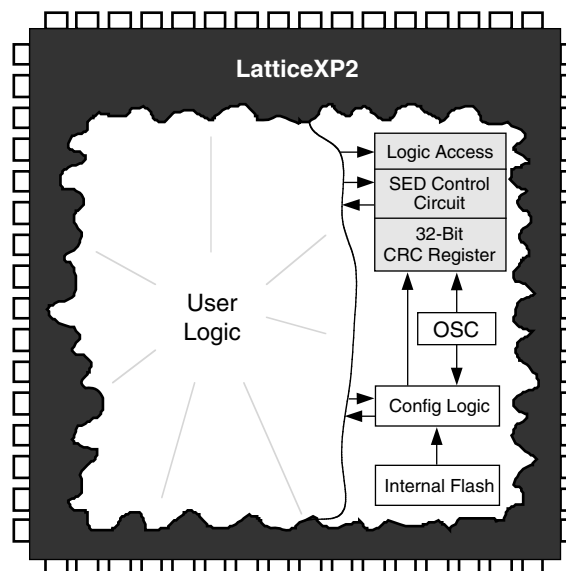 LatticeXP2
Logic Access
SED Control
Circuit
32-Bit
CRC Register
User
Logic
OSC
Config Logic
Internal Flash